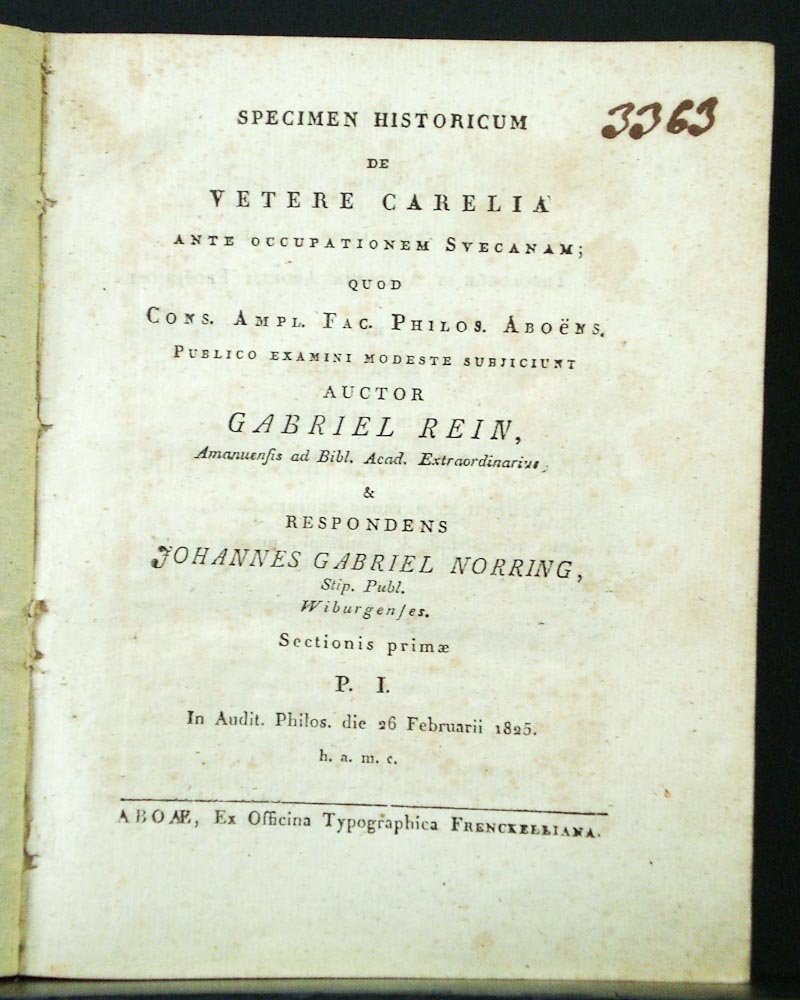 3363
SPECIMEN HISTORICUM
DE
VETERE CARELIA
ANTE OCCUPATIONEM SVECANAM;
QUOD
CONS. AMPL. FAC. PHILOS. ABOËNS.
PUBLICO EXAMINI MODESTE SUBJICIUNT
AUCTOR
GABRIEL REIN,
Amanuenſis ad Bibl. Acad. Extraordinarius,
&
RESPONDENS
JOHANNES GABRIEL NORRING,
Stip. Publ.
Wiburgenſes.
Sectionis primæ
P. I.
In Audit. Philos. die 26 Februarii 1825.
h. a. m. c.
ABOÆ, Ex Officina Typographica FRENCKELLIANA.